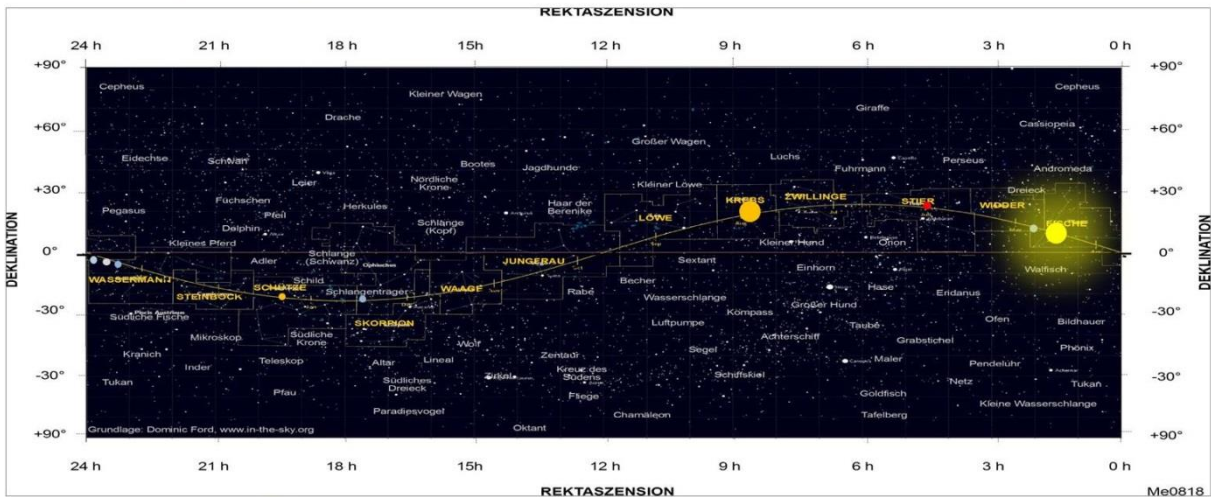 REKTASZENSION
24 h 21 h 18 h 15h 12 h 9 h 6 h 3 h 0 h
+90° +90°
Cepheus Kleiner Wagen Giraffe Cepheus
Drache Cassiopeia
+60° +60°
Großer Wagen
Eidechse Schwan Bootes Jagdhunde Luchs Fuhrmann Perseus Andromeda
Leier Nördliche Krone Kleiner Löwe Dreieck
+30° +30°
Füchschen Herkules Haar der Berenike KREBS ZWILLINGE STIER WIDDER
Pegasus Pfeil Schlange (Kopf) LÖWE FISCHE
Delphin
Kleines Pferd Kleiner Hund Orion
0° 0°
DEKLINATION DEKLINATION
Adler Schlange (Schwanz) Ophiuchus JUNGFRAU Sextant Einhorn Walfisch
WASSERMANN Schild Becher
STEINBOCK SCHÜTZE Schlangenträger WAAGE Rabe Wasserschlange Großer Hund Hase Eridanus
-30° -30°
Südliche Fische SKORPION Luftpumpe Kompass Taube Ofen Bildhauer
Mikroskop Südliche Krone Wolf Achterschiff Grabstichel
Kranich Teleskop Altar Lineal Zentaur Segel Maler Pendeluhr Phönix
Inder Zirkel Kreuz des Südens Schiffskiel
-30° -30°
Tukan Pfau Südliches Dreieck Fliege Goldfisch Netz Tukan
Paradiesvogel Chamäleon Tafelberg Kleine Wasserschlange
Grundlage: Dominic Ford, www.in-the-sky.org Oktant
+90° +90°
24 h 21 h 18 h 15h 12 h 9 h 6 h 3 h 0 h
REKTASZENSION Me0818